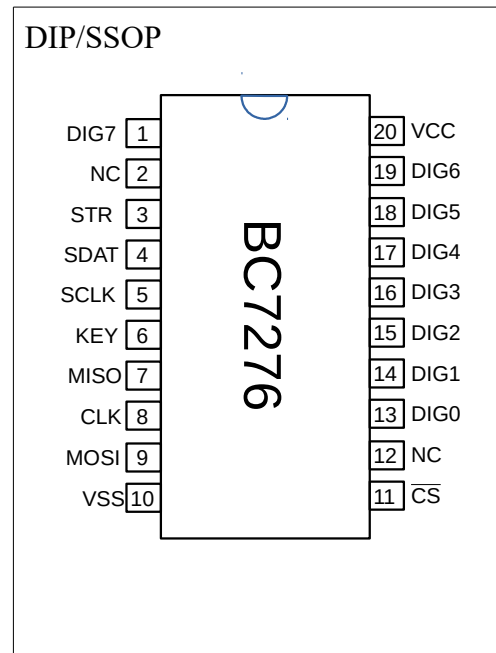 DIP/SSOP
DIG7 1
NC 2
STR 3
SDAT 4
SCLK 5
KEY 6
MISO 7
CLK 8
MOSI 9
VSS 10
BC7276
20 VCC
19 DIG6
18 DIG5
17 DIG4
16 DIG3
15 DIG2
14 DIG1
13 DIG0
12 NC
11 C̅S̅